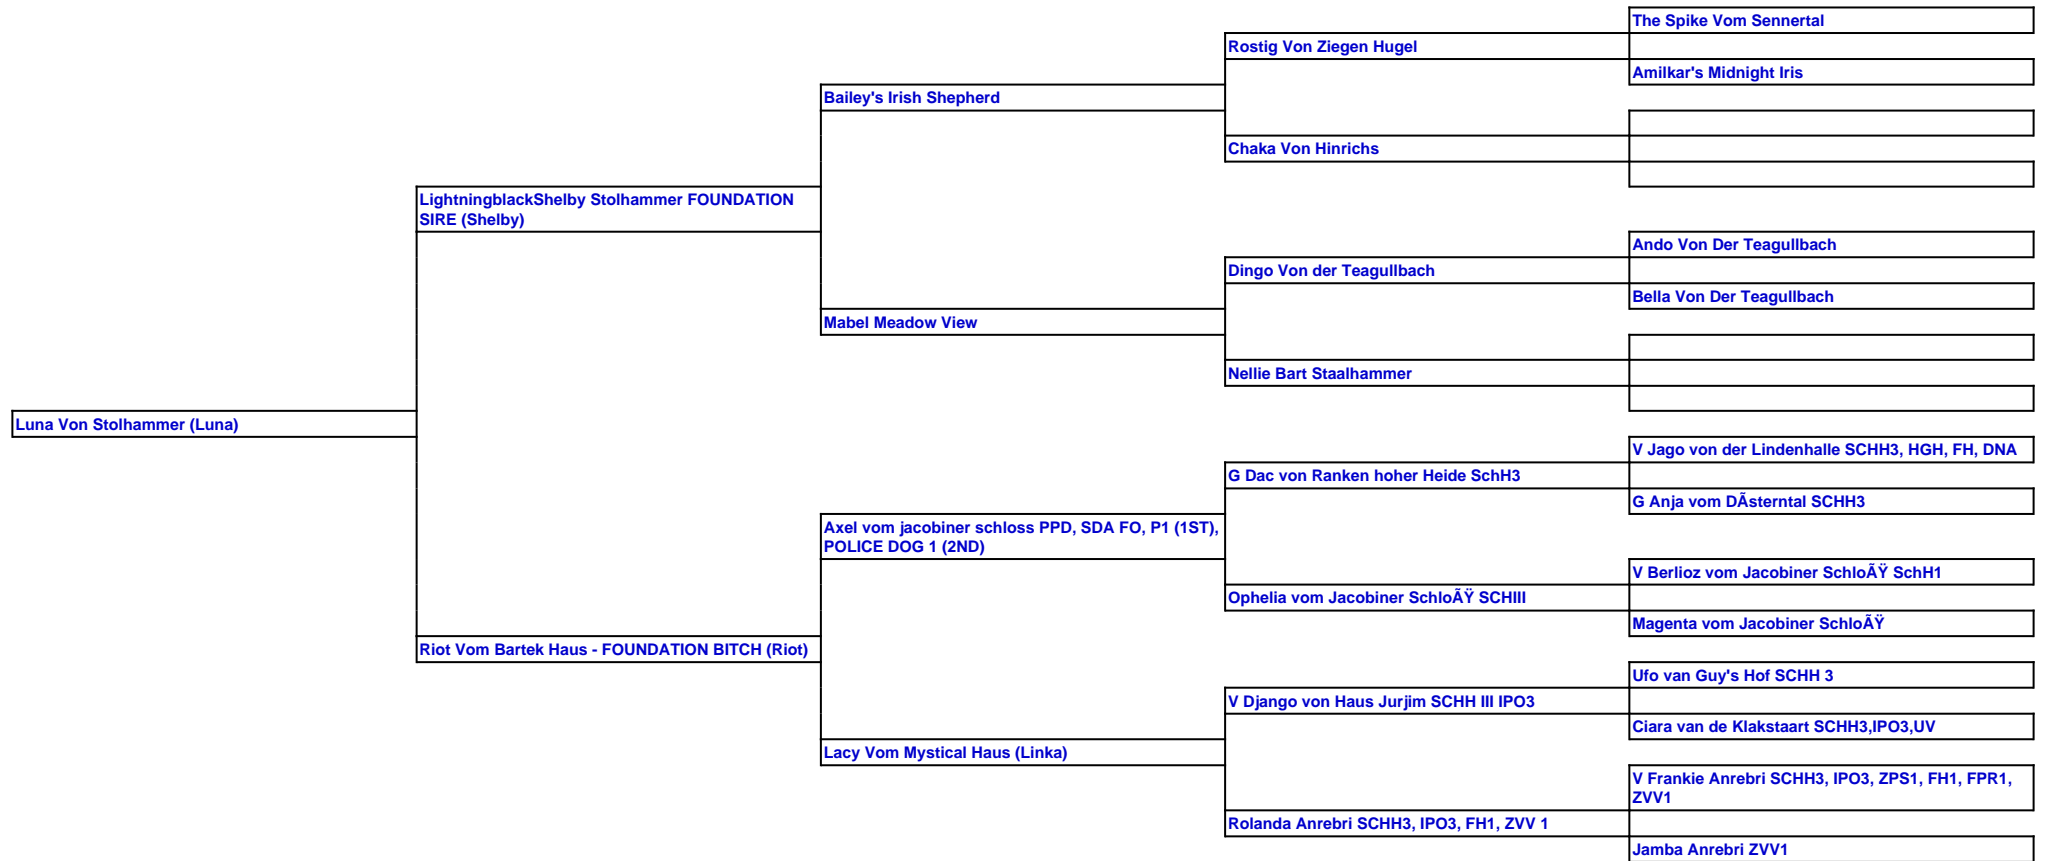 The Spike Vom Sennertal
Rostig Von Ziegen Hugel
Amilkar's Midnight Iris
Bailey's Irish Shepherd
Chaka Von Hinrichs
LightningblackShelby Stolhammer FOUNDATION
SIRE (Shelby)
Ando Von Der Teagullbach
Dingo Von der Teagullbach
Bella Von Der Teagullbach
Mabel Meadow View
Nellie Bart Staalhammer
Luna Von Stolhammer (Luna)
V Jago von der Lindenhalle SCHH3, HGH, FH, DNA
G Dac von Ranken hoher Heide SchH3
G Anja vom DÃsterntal SCHH3
Axel vom jacobiner schloss PPD, SDA FO, P1 (1ST),
POLICE DOG 1 (2ND)
V Berlioz vom Jacobiner SchloÃŸ SchH1
Ophelia vom Jacobiner SchloÃŸ SCHIII
Magenta vom Jacobiner SchloÃŸ
Riot Vom Bartek Haus - FOUNDATION BITCH (Riot)
Ufo van Guy's Hof SCHH 3
V Django von Haus Jurjim SCHH III IPO3
Ciara van de Klakstaart SCHH3,IPO3,UV
Lacy Vom Mystical Haus (Linka)
V Frankie Anrebri SCHH3, IPO3, ZPS1, FH1, FPR1,
ZVV1
Rolanda Anrebri SCHH3, IPO3, FH1, ZVV 1
Jamba Anrebri ZVV1